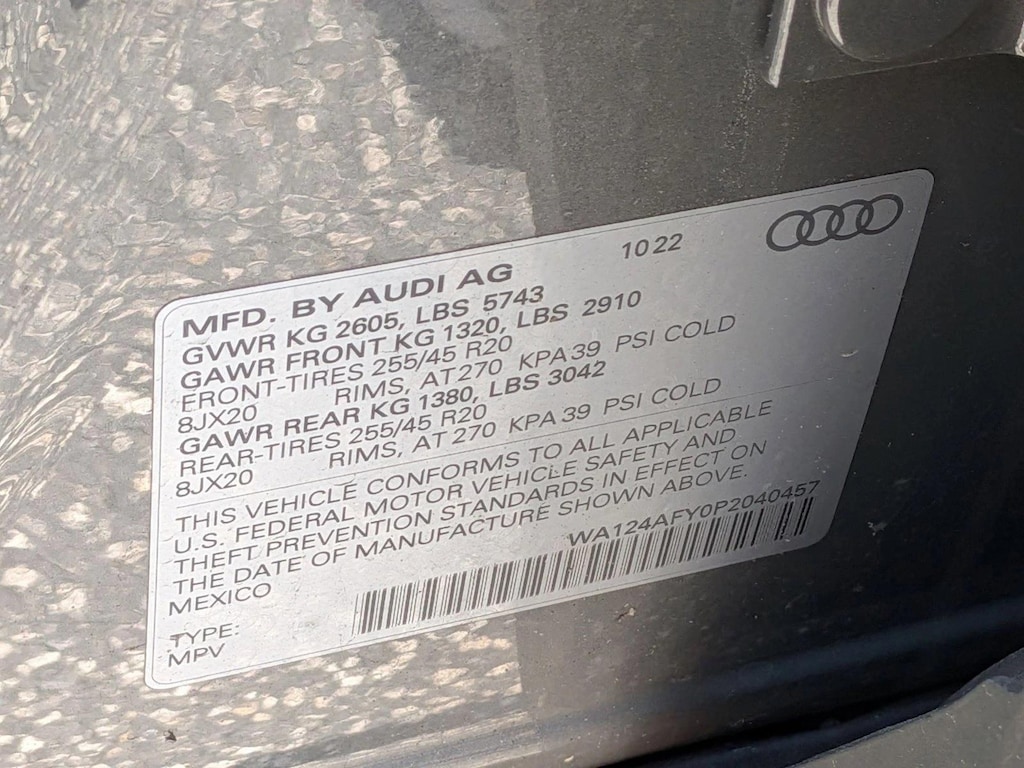 10 22
MFD. BY AUDI AG
GVWR KG 2605, LBS 5743
GAWR FRONT KG 1320, LBS 2910
FRONT-TIRES 255/45 R20
8JX20 RIMS, AT 270 KPA 39 PSI COLD
GAWR REAR KG 1380, LBS 3042
REAR-TIRES 255/45 R20
8JX20 RIMS, AT 270 KPA 39 PSI COLD
THIS VEHICLE CONFORMS TO ALL APPLICABLE
U.S. FEDERAL MOTOR VEHICLE SAFETY AND
THEFT PREVENTION STANDARDS IN EFFECT ON
THE DATE OF MANUFACTURE SHOWN ABOVE.
MEXICO
WA124AFY0P2040457
TYPE:
MPV